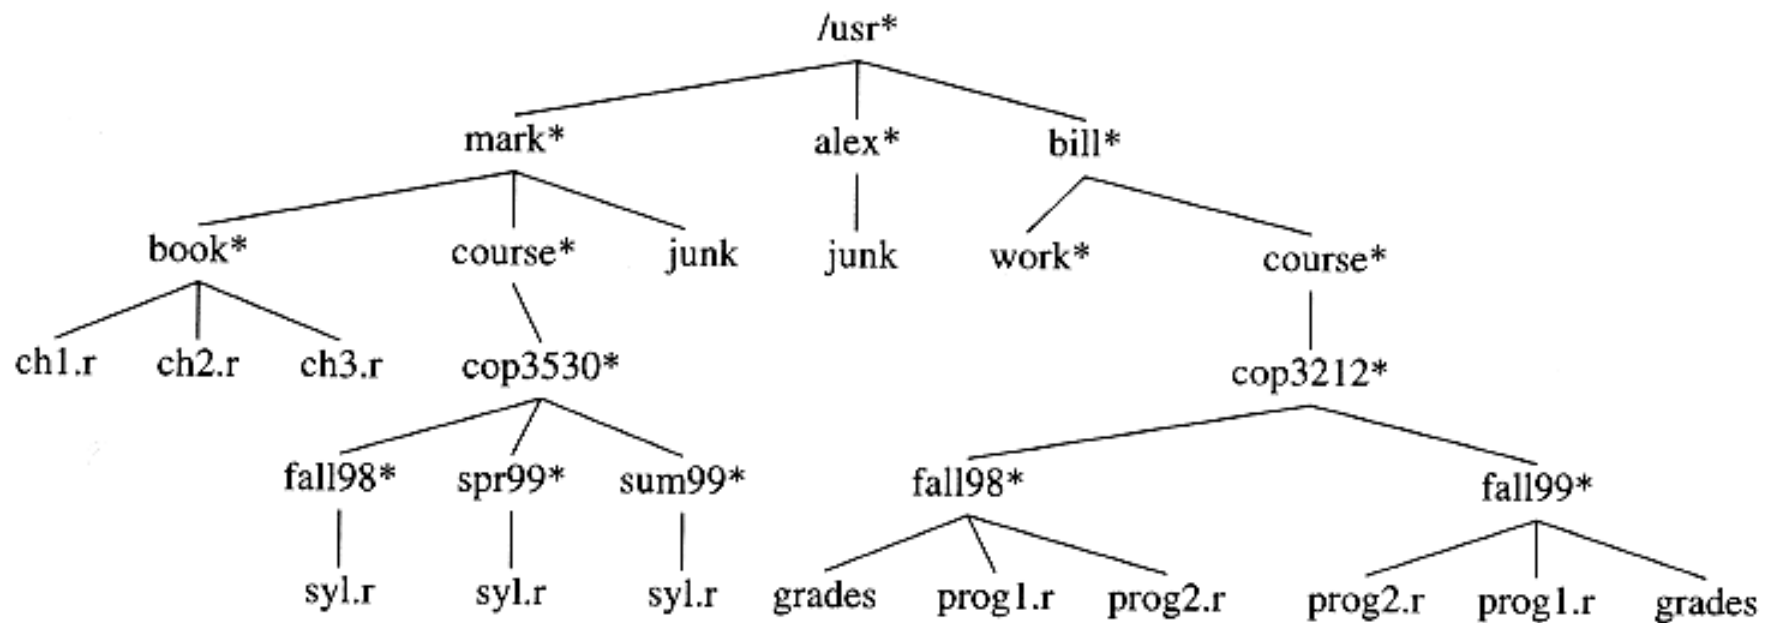 /usr*
mark* alex* bill*
book* course* junk junk work* course*
ch1.r ch2.r ch3.r cop3530* cop3212*
fall98* spr99* sum99* fall98* fall99*
syl.r syl.r syl.r grades prog1.r prog2.r prog2.r prog1.r grades